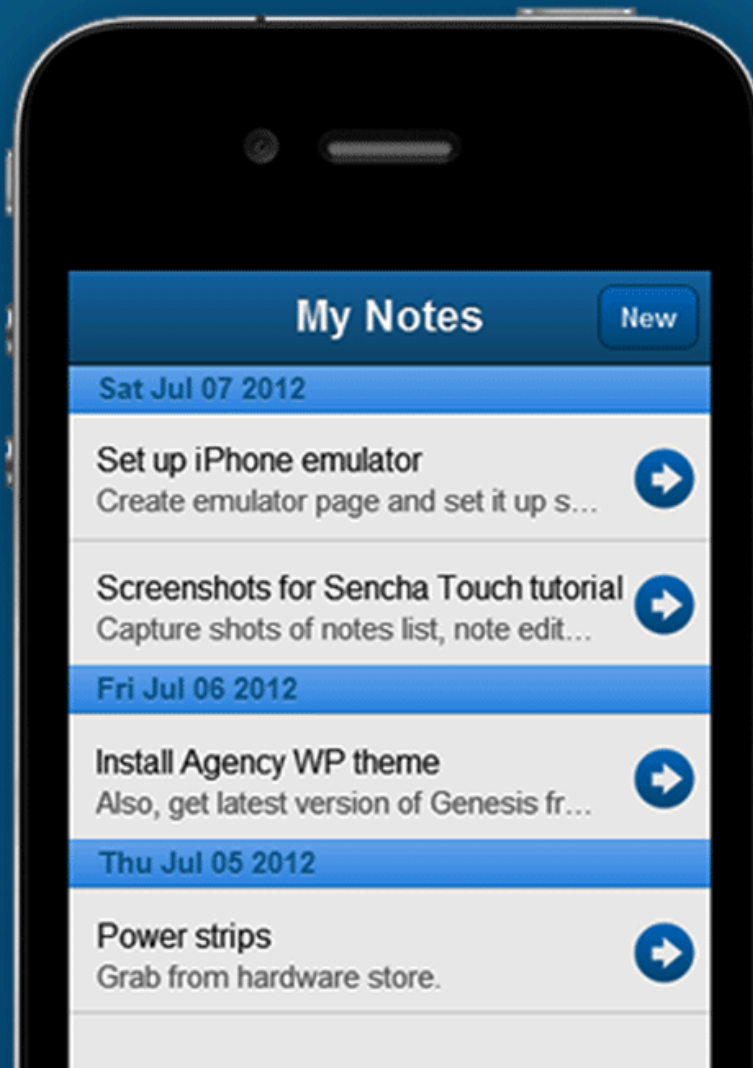 My Notes
New
Sat Jul 07 2012
Set up iPhone emulator
Create emulator page and set it up s...
Screenshots for Sencha Touch tutorial
Capture shots of notes list, note edit...
Fri Jul 06 2012
Install Agency WP theme
Also, get latest version of Genesis fr...
Thu Jul 05 2012
Power strips
Grab from hardware store.